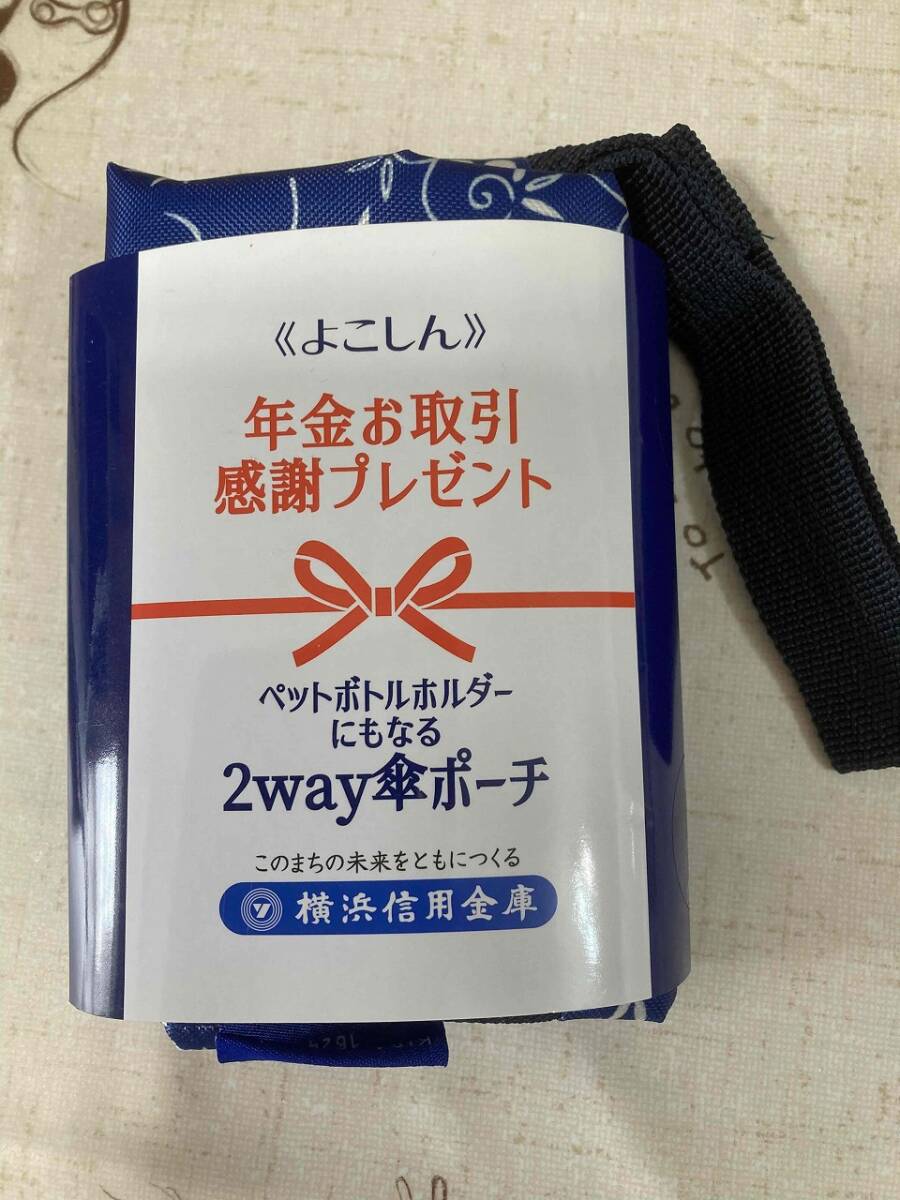 《よこしん》
年金お取引
感謝プレゼント
ペットボトルホルダー
にもなる
2way傘ポーチ
このまちの未来をともにつくる
横浜信用金庫